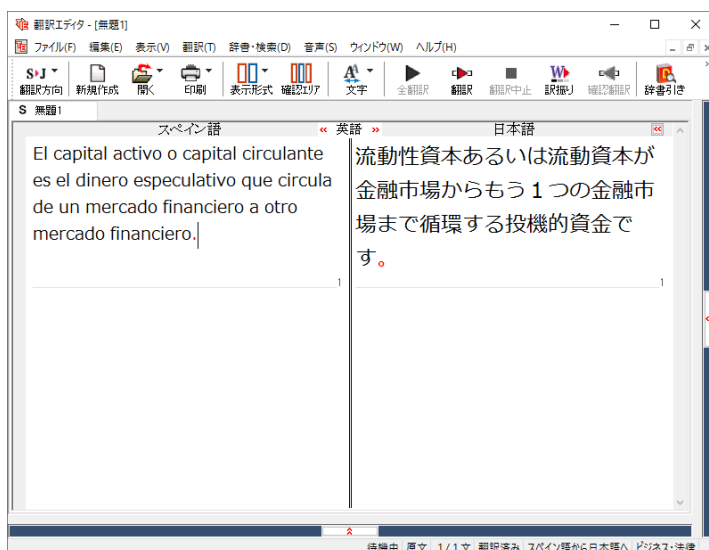 翻訳エディタ - [無題1]
ファイル(F) 編集(E) 表示(V) 翻訳(T) 辞書・検索(D) 音声(S) ウィンドウ(W) ヘルプ(H)
S▸J
翻訳方向 新規作成 開く 印刷 表示形式 確認エリア 文字 全翻訳 翻訳 翻訳中止 訳振り 確認翻訳 辞書引き
S 無題1
スペイン語 « 英語 » 日本語 «
El capital activo o capital circulante
es el dinero especulativo que circula
de un mercado financiero a otro
mercado financiero.
1
流動性資本あるいは流動資本が
金融市場からもう１つの金融市
場まで循環する投機的資金で
す。
1
待機中 原文 1/1文 翻訳済み スペイン語から日本語へ ビジネス・法律